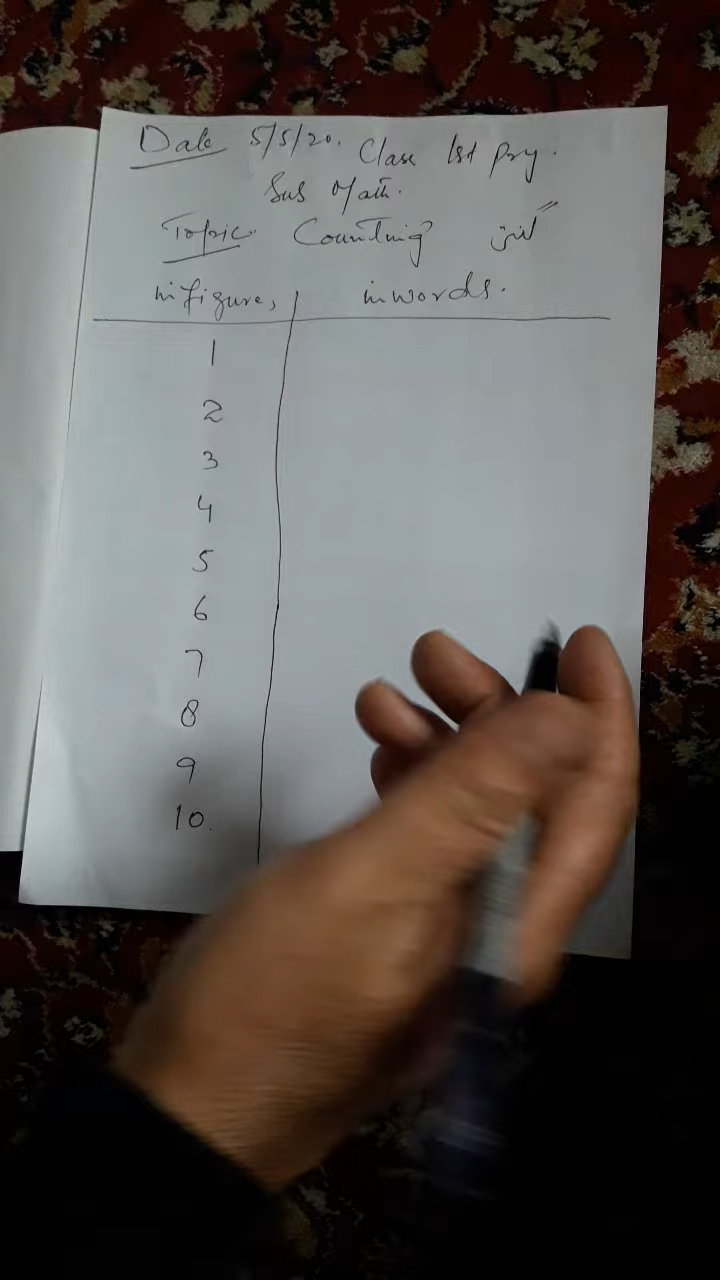 Date 5/5/20. Class 1st Pry.
Sub Math.
Topic. Counting گنتی
in figure, in words.
1
2
3
4
5
6
7
8
9
10.